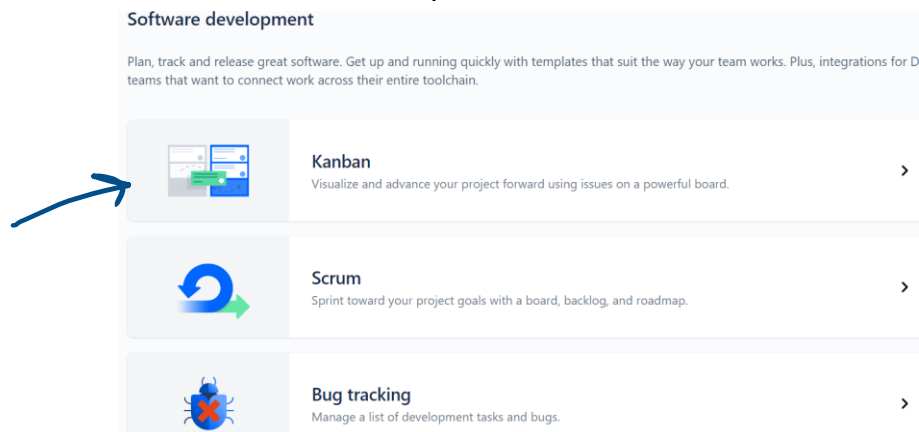 Software development
Plan, track and release great software. Get up and running quickly with templates that suit the way your team works. Plus, integrations for
teams that want to connect work across their entire toolchain.
Kanban
Visualize and advance your project forward using issues on a powerful board.
Scrum
Sprint toward your project goals with a board, backlog, and roadmap.
Bug tracking
Manage a list of development tasks and bugs.